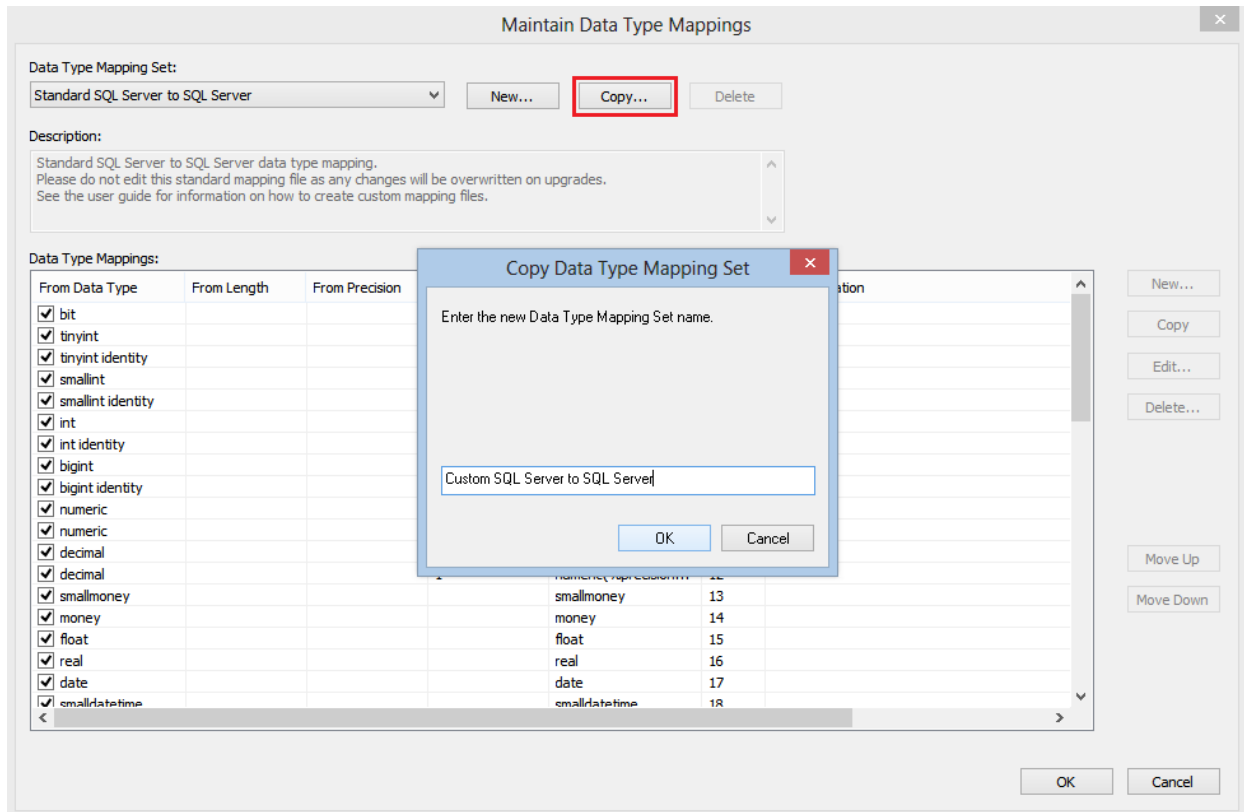 Maintain Data Type Mappings
Data Type Mapping Set:
Standard SQL Server to SQL Server
New...
Copy...
Delete
Description:
Standard SQL Server to SQL Server data type mapping.
Please do not edit this standard mapping file as any changes will be overwritten on upgrades.
See the user guide for information on how to create custom mapping files.
Data Type Mappings:
From Data Type From Length From Precision
bit
tinyint
tinyint identity
smallint
smallint identity
int
int identity
bigint
bigint identity
numeric
numeric
decimal
decimal 12
smallmoney smallmoney 13
money money 14
float float 15
real real 16
date date 17
smalldatetime smalldatetime 18
Copy Data Type Mapping Set
Enter the new Data Type Mapping Set name.
Custom SQL Server to SQL Server
OK Cancel
New...
Copy
Edit...
Delete...
Move Up
Move Down
OK Cancel